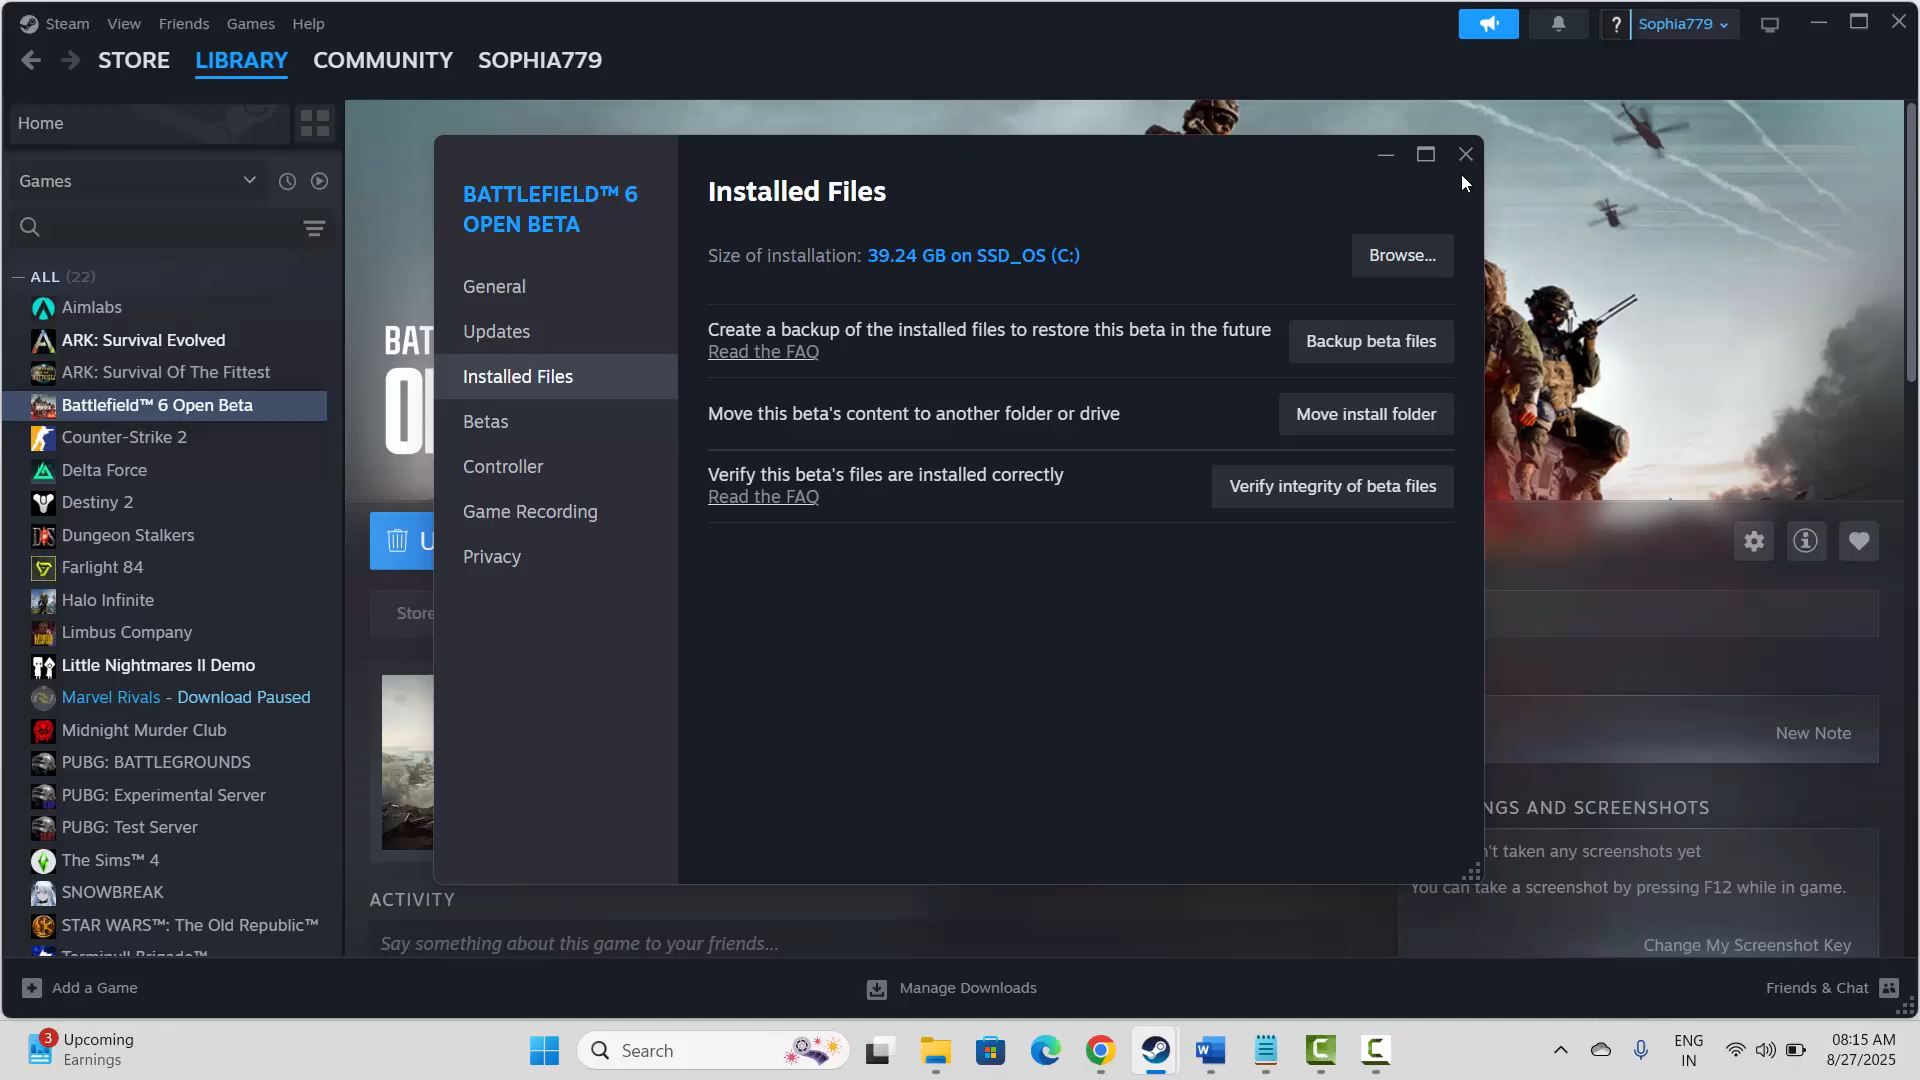 Steam View Friends Games Help
? Sophia779
STORE LIBRARY COMMUNITY SOPHIA779
Home
Games
ALL (22)
Aimlabs
ARK: Survival Evolved
ARK: Survival Of The Fittest
Battlefield™ 6 Open Beta
Counter-Strike 2
Delta Force
Destiny 2
Dungeon Stalkers
Farlight 84
Halo Infinite
Limbus Company
Little Nightmares II Demo
Marvel Rivals - Download Paused
Midnight Murder Club
PUBG: BATTLEGROUNDS
PUBG: Experimental Server
PUBG: Test Server
The Sims™ 4
SNOWBREAK
STAR WARS™: The Old Republic™
BATTLEFIELD™ 6
OPEN BETA
General
Updates
Installed Files
Betas
Controller
Game Recording
Privacy
Installed Files
Size of installation: 39.24 GB on SSD_OS (C:)
Browse...
Create a backup of the installed files to restore this beta in the future
Read the FAQ
Backup beta files
Move this beta's content to another folder or drive
Move install folder
Verify this beta's files are installed correctly
Read the FAQ
Verify integrity of beta files
BAT
U
Store
New Note
NGS AND SCREENSHOTS
't taken any screenshots yet
You can take a screenshot by pressing F12 while in game.
Change My Screenshot Key
ACTIVITY
Say something about this game to your friends...
Add a Game
Manage Downloads
Friends & Chat
3
Upcoming
Earnings
Search
ENG
IN
08:15 AM
8/27/2025